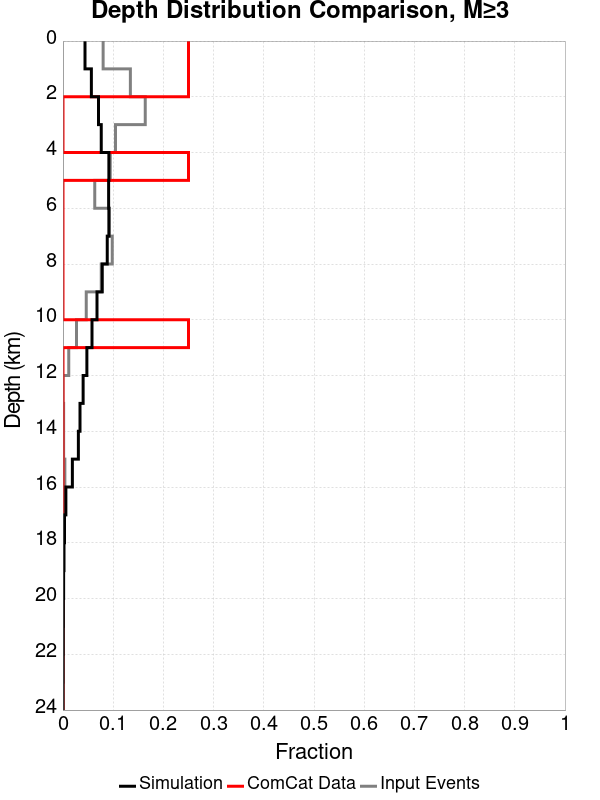 Depth Distribution Comparison, M≥3
0
2
4
6
8
10
12
14
16
18
20
22
24
Depth (km)
0 0.1 0.2 0.3 0.4 0.5 0.6 0.7 0.8 0.9 1
Fraction
Simulation ComCat Data Input Events